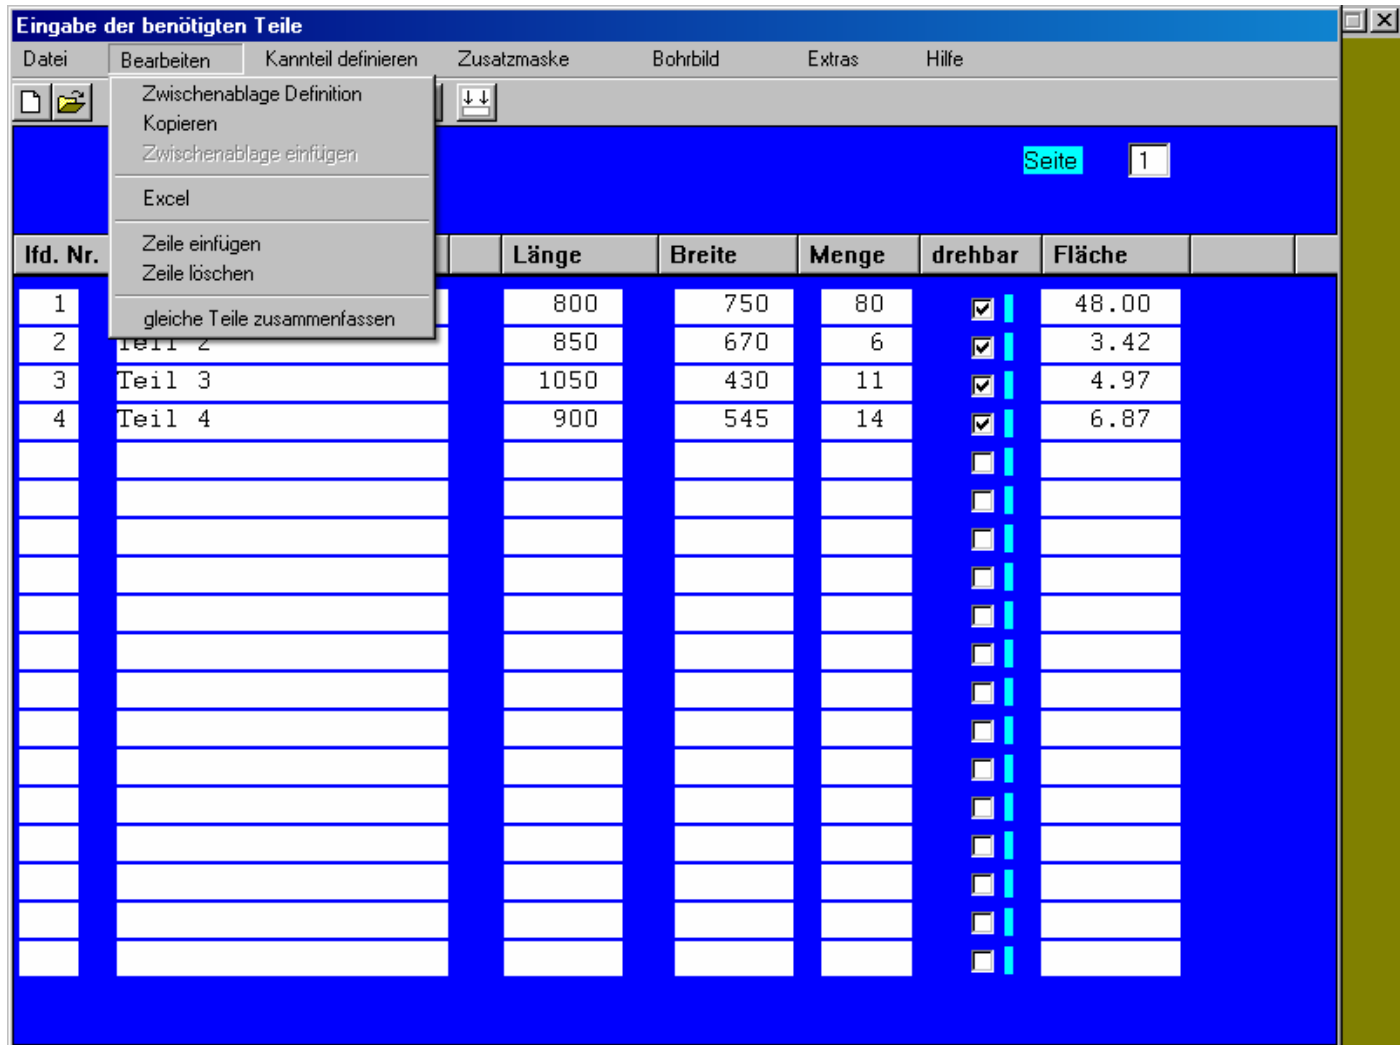 Eingabe der benötigten Teile
Datei Bearbeiten Kannteil definieren Zusatzmaske Bohrbild Extras Hilfe
Zwischenablage Definition
Kopieren
Zwischenablage einfügen
Excel
Zeile einfügen
Zeile löschen
gleiche Teile zusammenfassen
Seite 1
lfd. Nr. Länge Breite Menge drehbar Fläche
1 800 750 80 48.00
2 Teil 2 850 670 6 3.42
3 Teil 3 1050 430 11 4.97
4 Teil 4 900 545 14 6.87